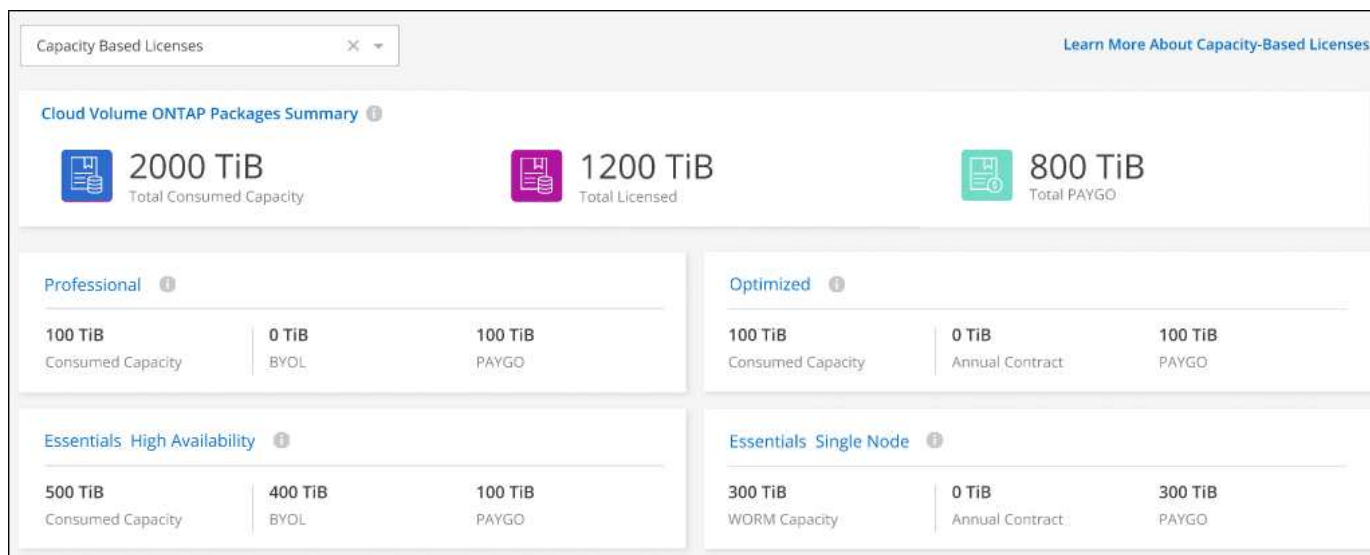 Capacity Based Licenses
Learn More About Capacity-Based Licenses
Cloud Volume ONTAP Packages Summary
2000 TiB
Total Consumed Capacity
1200 TiB
Total Licensed
800 TiB
Total PAYGO
Professional
100 TiB
Consumed Capacity
0 TiB
BYOL
100 TiB
PAYGO
Optimized
100 TiB
Consumed Capacity
0 TiB
Annual Contract
100 TiB
PAYGO
Essentials High Availability
500 TiB
Consumed Capacity
400 TiB
BYOL
100 TiB
PAYGO
Essentials Single Node
300 TiB
WORM Capacity
0 TiB
Annual Contract
300 TiB
PAYGO